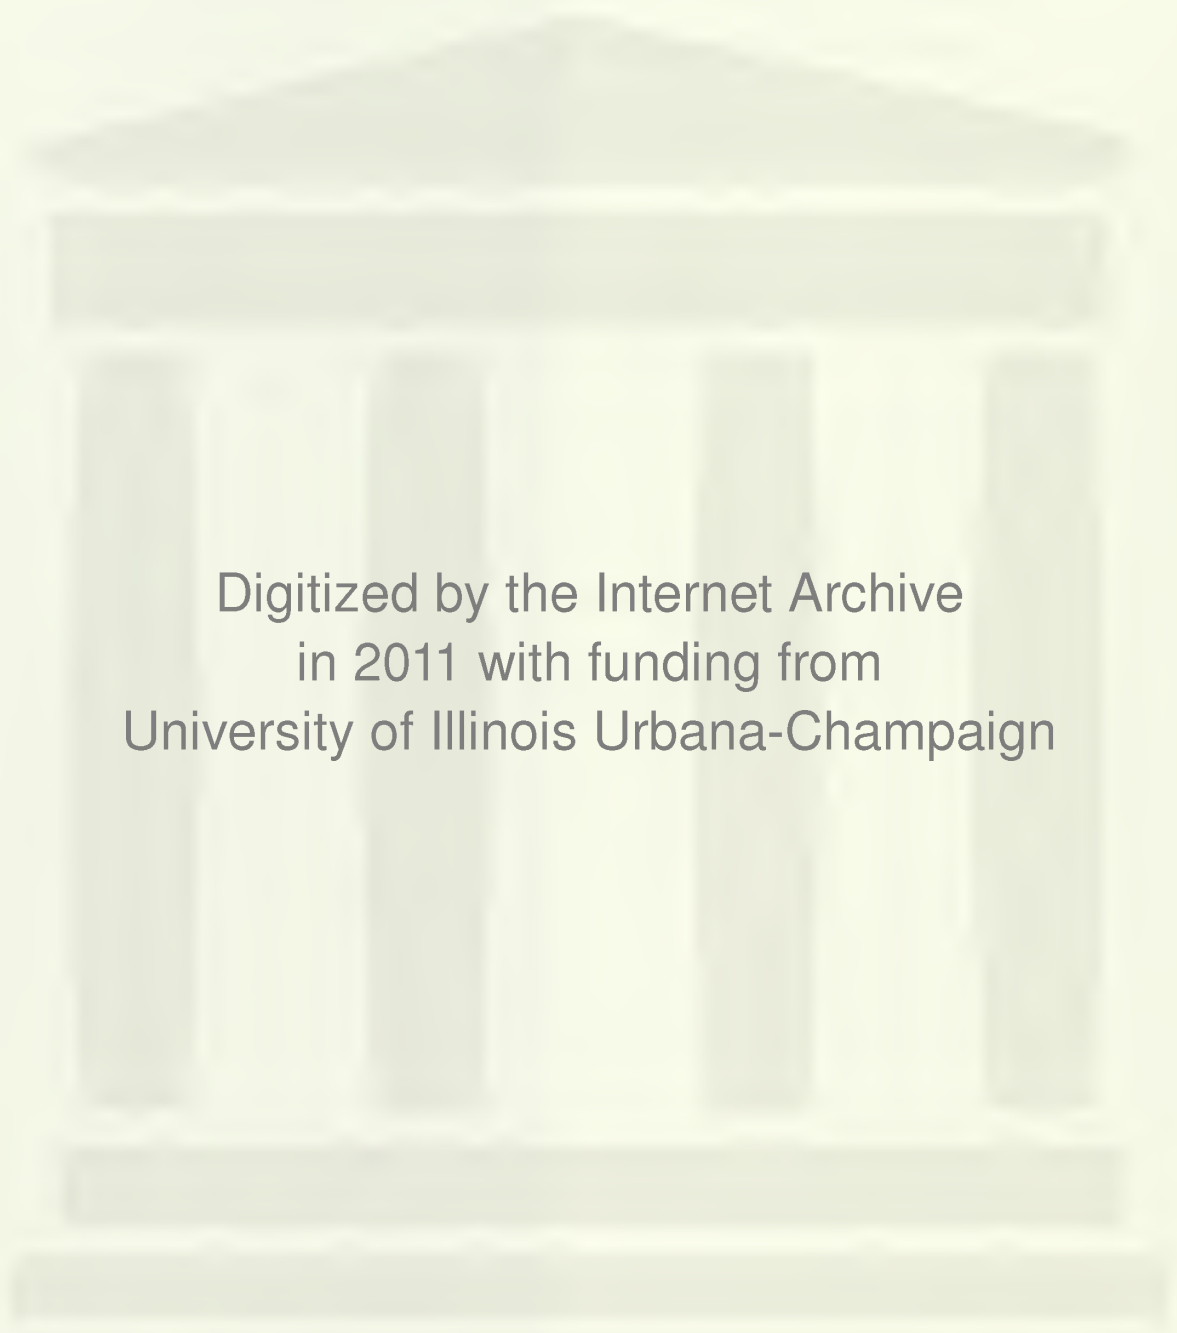 Digitized by the Internet Archive
in 2011 with funding from
University of Illinois Urbana-Champaign